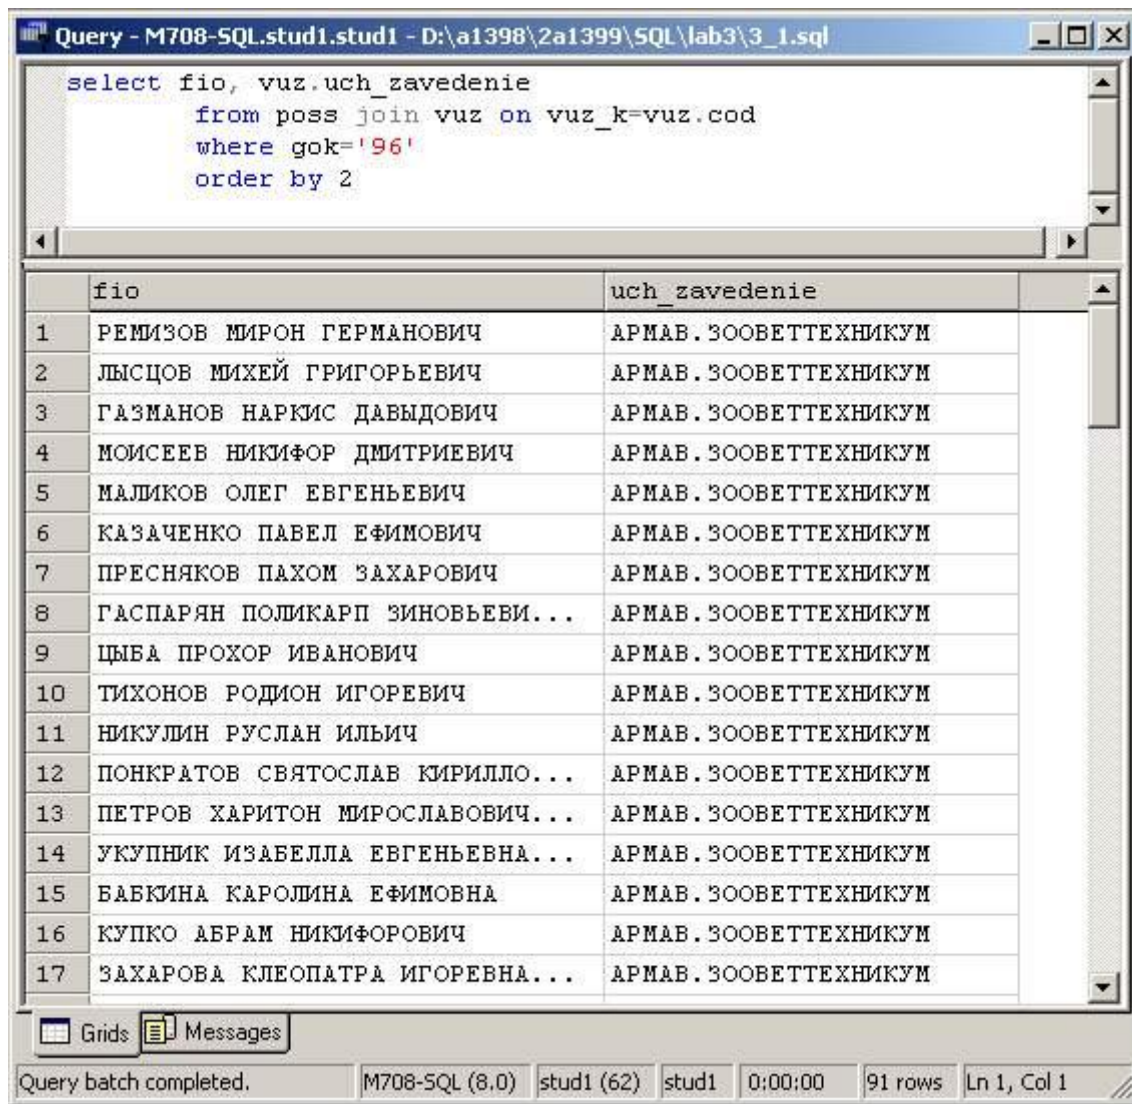 Query - M708-SQL.stud1.stud1 - D:\a1398\2a1399\SQL\lab3\3_1.sql
select fio, vuz.uch_zavedenie
from poss join vuz on vuz_k=vuz.cod
where gok='96'
order by 2
fio uch_zavedenie
1 РЕМИЗОВ МИРОН ГЕРМАНОВИЧ АРМАВ.ЗООВЕТТЕХНИКУМ
2 ЛЫСЦОВ МИХЕЙ ГРИГОРЬЕВИЧ АРМАВ.ЗООВЕТТЕХНИКУМ
3 ГАЗМАНОВ НАРКИС ДАВЫДОВИЧ АРМАВ.ЗООВЕТТЕХНИКУМ
4 МОИСЕЕВ НИКИФОР ДМИТРИЕВИЧ АРМАВ.ЗООВЕТТЕХНИКУМ
5 МАЛИКОВ ОЛЕГ ЕВГЕНЬЕВИЧ АРМАВ.ЗООВЕТТЕХНИКУМ
6 КАЗАЧЕНКО ПАВЕЛ ЕФИМОВИЧ АРМАВ.ЗООВЕТТЕХНИКУМ
7 ПРЕСНЯКОВ ПАХОМ ЗАХАРОВИЧ АРМАВ.ЗООВЕТТЕХНИКУМ
8 ГАСПАРЯН ПОЛИКАРП ЗИНОВЬЕВИ... АРМАВ.ЗООВЕТТЕХНИКУМ
9 ЦЫБА ПРОХОР ИВАНОВИЧ АРМАВ.ЗООВЕТТЕХНИКУМ
10 ТИХОНОВ РОДИОН ИГОРЕВИЧ АРМАВ.ЗООВЕТТЕХНИКУМ
11 НИКУЛИН РУСЛАН ИЛЬИЧ АРМАВ.ЗООВЕТТЕХНИКУМ
12 ПОНКРАТОВ СВЯТОСЛАВ КИРИЛЛО... АРМАВ.ЗООВЕТТЕХНИКУМ
13 ПЕТРОВ ХАРИТОН МИРОСЛАВОВИЧ... АРМАВ.ЗООВЕТТЕХНИКУМ
14 УКУПНИК ИЗАБЕЛЛА ЕВГЕНЬЕВНА... АРМАВ.ЗООВЕТТЕХНИКУМ
15 БАБКИНА КАРОЛИНА ЕФИМОВНА АРМАВ.ЗООВЕТТЕХНИКУМ
16 КУПКО АБРАМ НИКИФОРОВИЧ АРМАВ.ЗООВЕТТЕХНИКУМ
17 ЗАХАРОВА КЛЕОПАТРА ИГОРЕВНА... АРМАВ.ЗООВЕТТЕХНИКУМ
Grids Messages
Query batch completed. M708-SQL (8.0) stud1 (62) stud1 0:00:00 91 rows Ln 1, Col 1